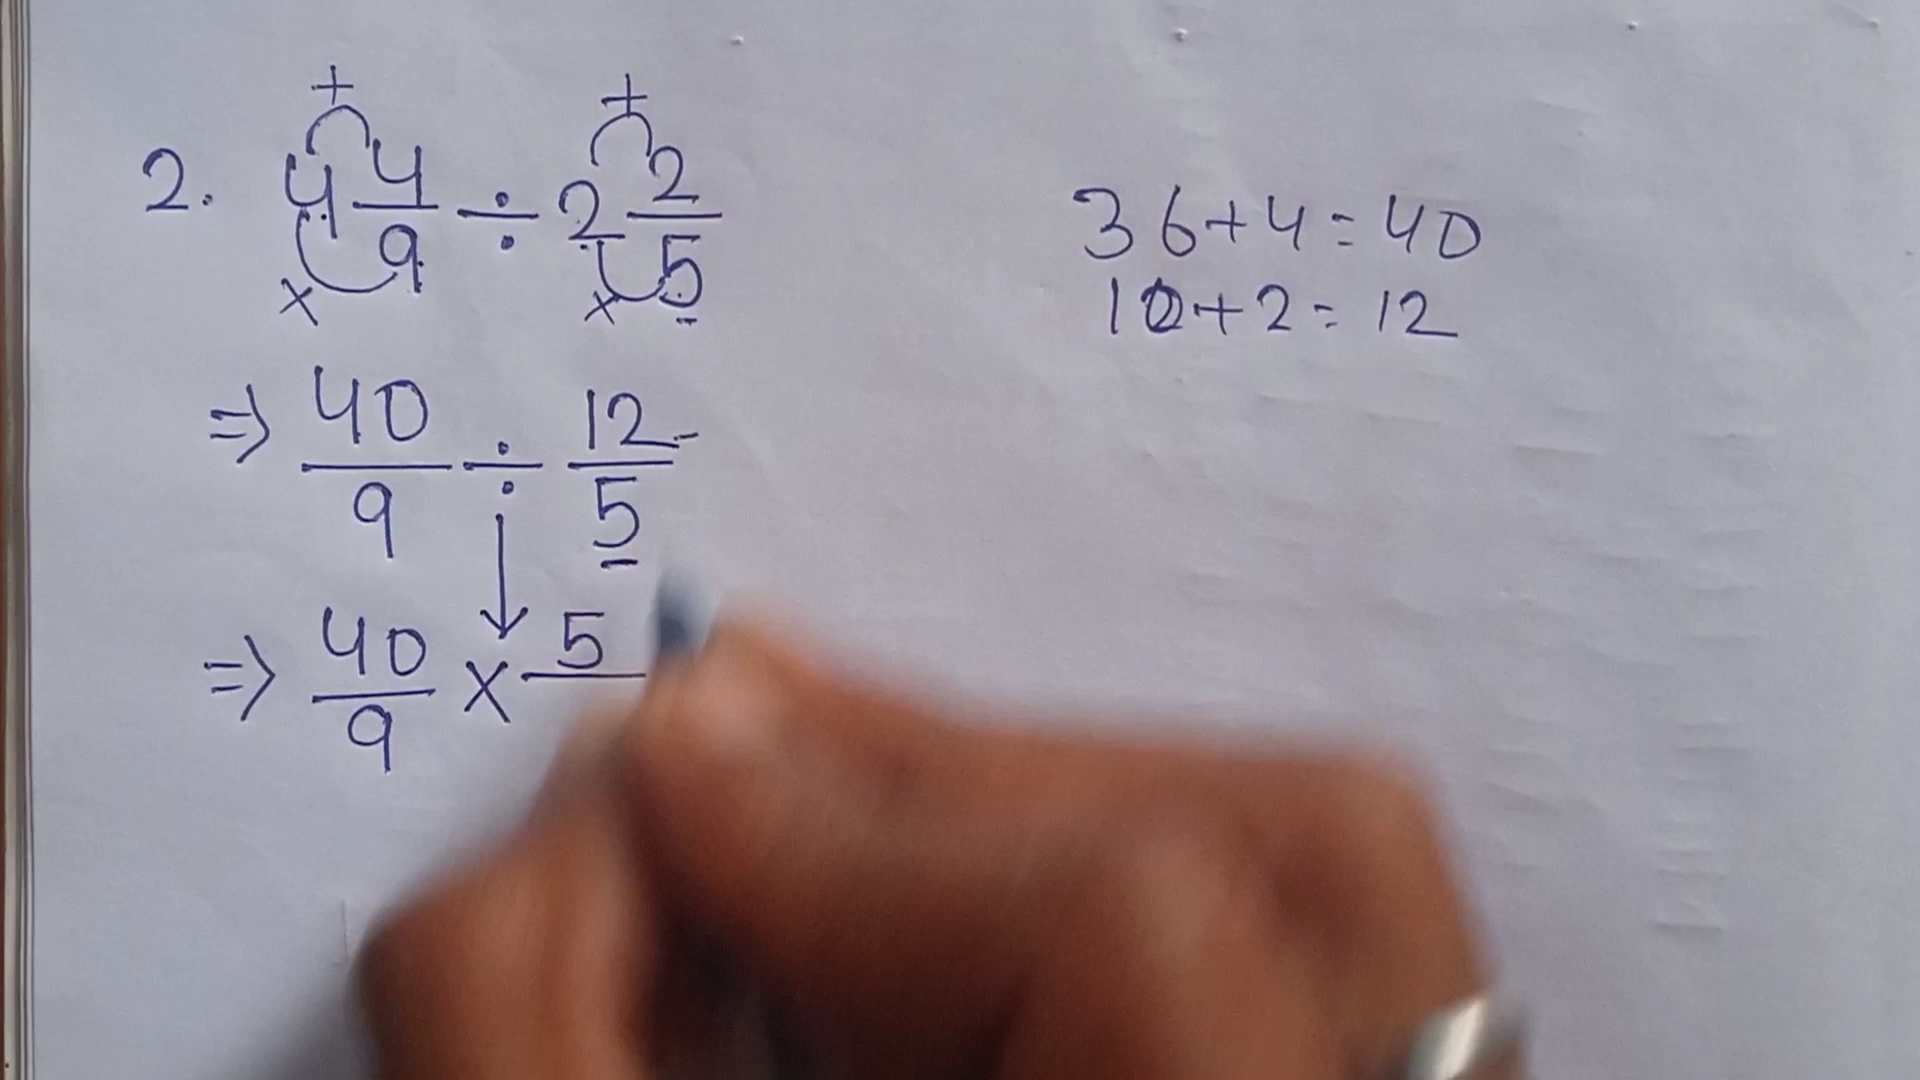 2. 4 4/9 ÷ 2 2/5
+ +
× ×
⇒ 40/9 ÷ 12/5
⇒ 40/9 × 5/
36+4=40
10+2=12